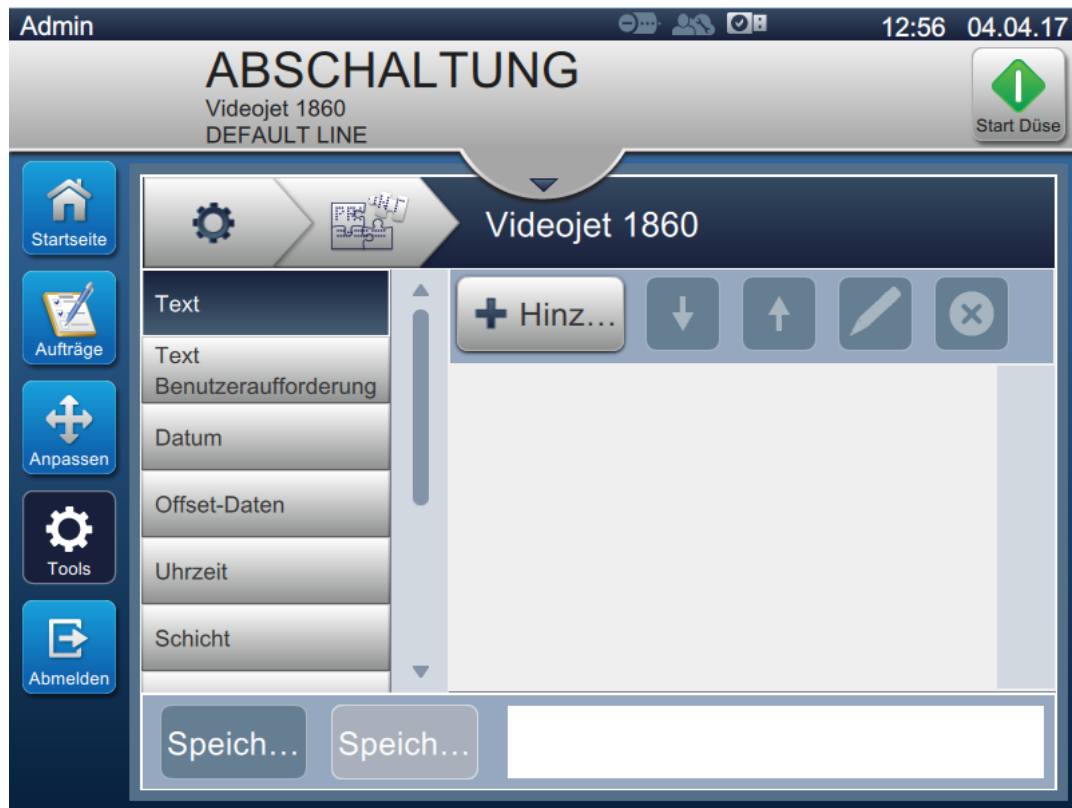 Admin
12:56 04.04.17
ABSCHALTUNG
Videojet 1860
DEFAULT LINE
Start Düse
Startseite
Aufträge
Anpassen
Tools
Abmelden
Videojet 1860
Text
Text
Benutzeraufforderung
Datum
Offset-Daten
Uhrzeit
Schicht
Hinz...
Speich...
Speich...